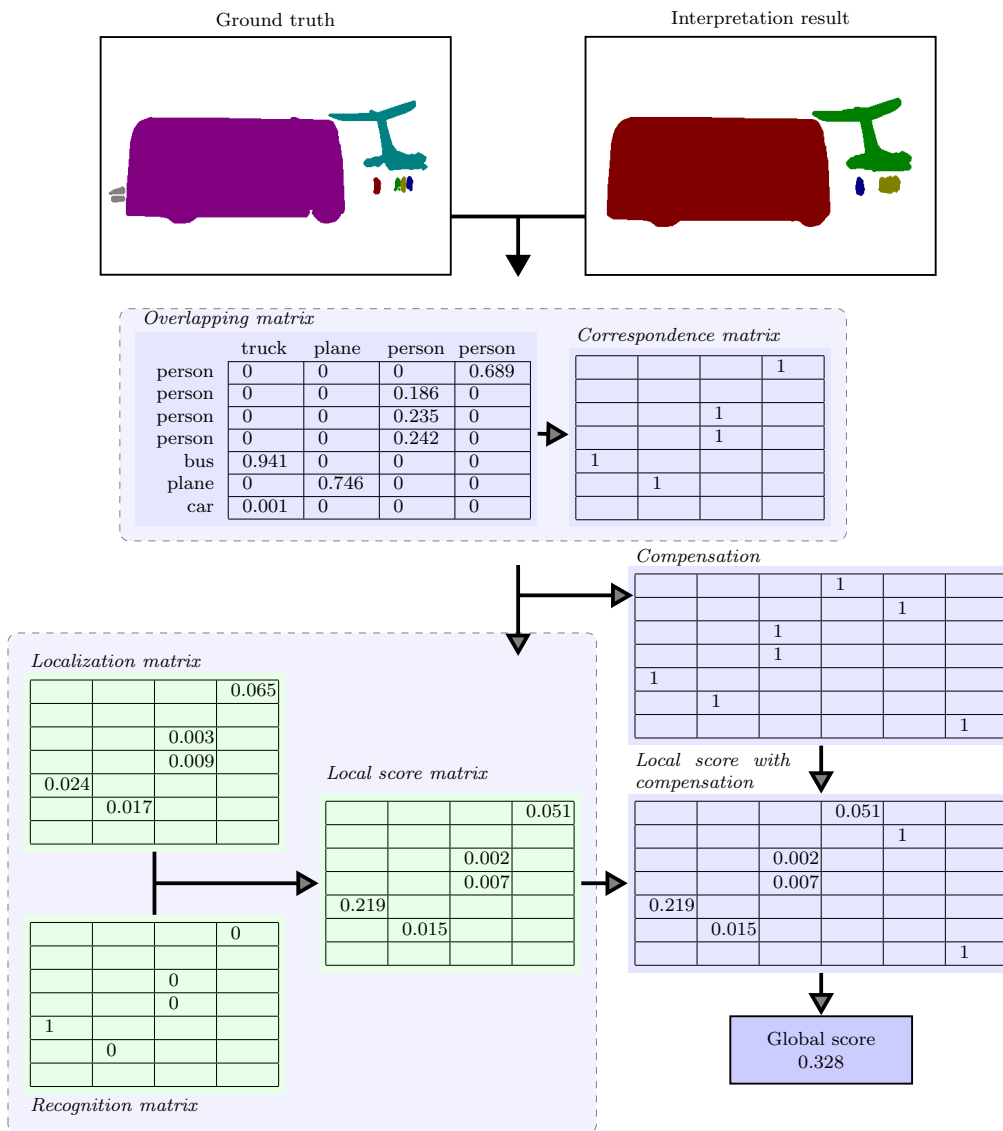 Ground truth
Interpretation result
Overlapping matrix
truck plane person person
person 0 0 0 0.689
person 0 0 0.186 0
person 0 0 0.235 0
person 0 0 0.242 0
bus 0.941 0 0 0
plane 0 0.746 0 0
car 0.001 0 0 0
Correspondence matrix
1
1
1
1
1
Compensation
1
1
1
1
1
1
1
Localization matrix
0.065
0.003
0.009
0.024
0.017
Recognition matrix
0
0
0
1
0
Local score matrix
0.051
0.002
0.007
0.219
0.015
Local score with
compensation
0.051
1
0.002
0.007
0.219
0.015
1
Global score
0.328